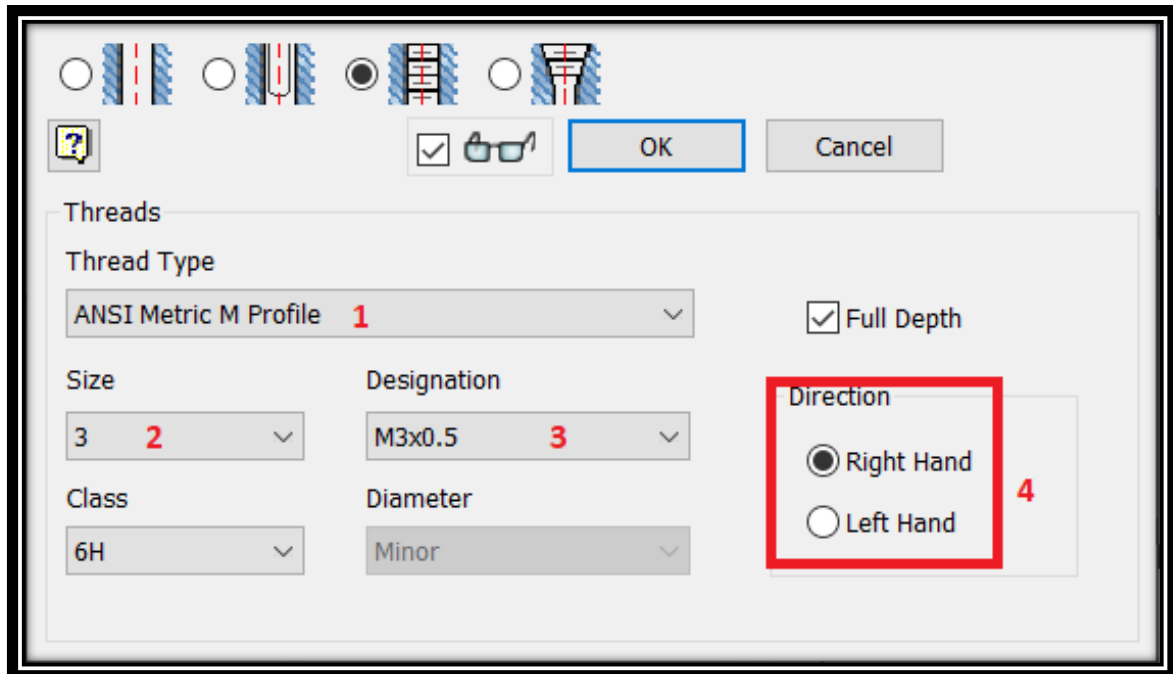 ?
OK
Cancel
Threads
Thread Type
ANSI Metric M Profile 1
Full Depth
Size
Designation
Direction
3 2
M3x0.5 3
Right Hand
4
Class
Diameter
Left Hand
6H
Minor